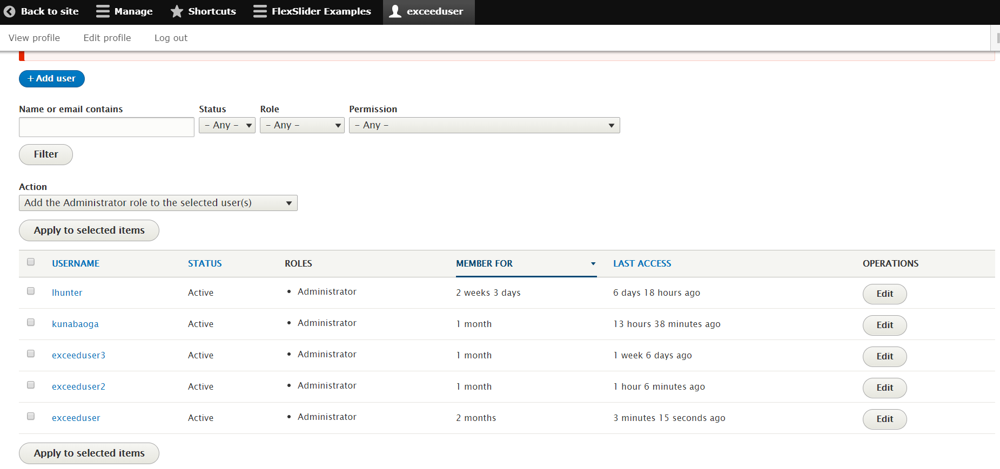 Back to site Manage Shortcuts FlexSlider Examples exceeduser
View profile Edit profile Log out
+ Add user
Name or email contains Status Role Permission
- Any - - Any - - Any -
Filter
Action
Add the Administrator role to the selected user(s)
Apply to selected items
USERNAME STATUS ROLES MEMBER FOR LAST ACCESS OPERATIONS
lhunter Active • Administrator 2 weeks 3 days 6 days 18 hours ago Edit
kunabaoga Active • Administrator 1 month 13 hours 38 minutes ago Edit
exceeduser3 Active • Administrator 1 month 1 week 6 days ago Edit
exceeduser2 Active • Administrator 1 month 1 hour 6 minutes ago Edit
exceeduser Active • Administrator 2 months 3 minutes 15 seconds ago Edit
Apply to selected items